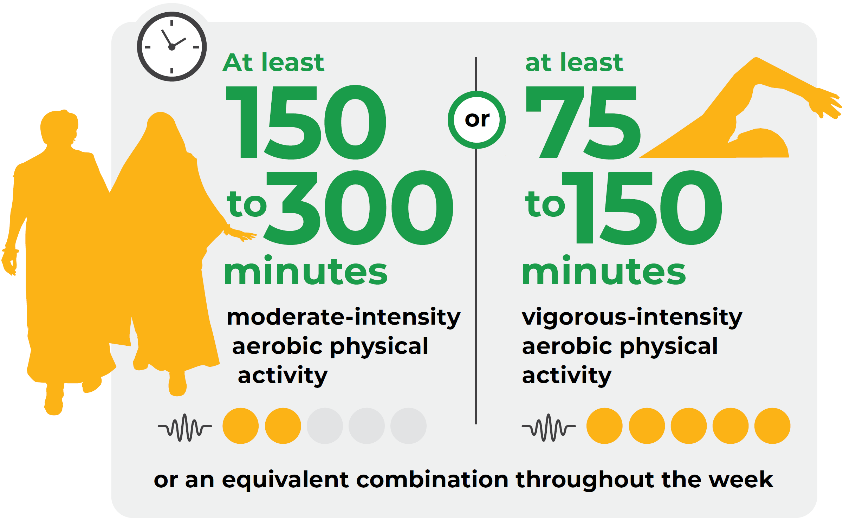 At least
150
to 300
minutes
moderate-intensity
aerobic physical
activity
or
at least
75
to 150
minutes
vigorous-intensity
aerobic physical
activity
or an equivalent combination throughout the week